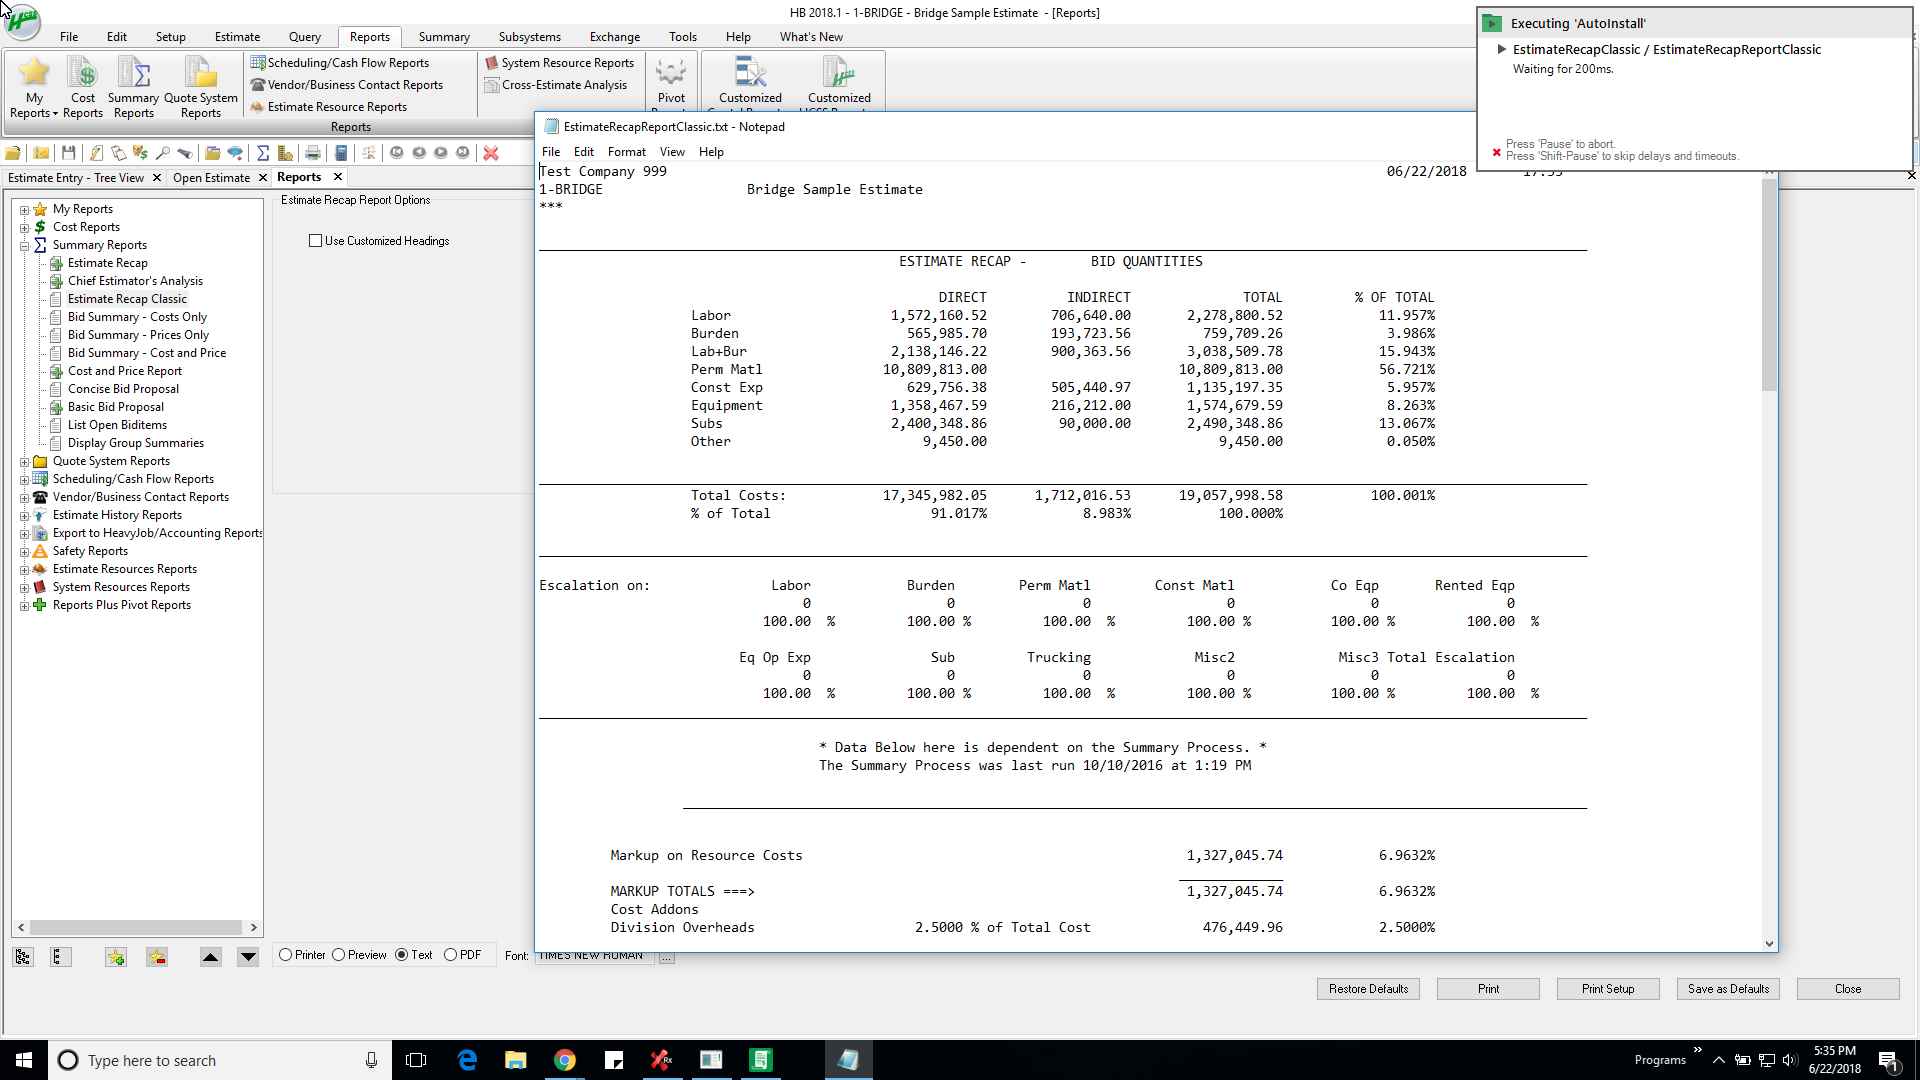 HB 2018.1 - 1-BRIDGE - Bridge Sample Estimate - [Reports]
File Edit Setup Estimate Query Reports Summary Subsystems Exchange Tools Help What's New
My Reports
Cost Reports
Summary Reports
Quote System Reports
Scheduling/Cash Flow Reports
Vendor/Business Contact Reports
Estimate Resource Reports
System Resource Reports
Cross-Estimate Analysis
Pivot
Customized
Customized
Reports
Executing 'AutoInstall'
EstimateRecapClassic / EstimateRecapReportClassic
Waiting for 200ms.
Press 'Pause' to abort.
Press 'Shift-Pause' to skip delays and timeouts.
Estimate Entry - Tree View Open Estimate Reports
My Reports
Cost Reports
Summary Reports
Estimate Recap
Chief Estimator's Analysis
Estimate Recap Classic
Bid Summary - Costs Only
Bid Summary - Prices Only
Bid Summary - Cost and Price
Cost and Price Report
Concise Bid Proposal
Basic Bid Proposal
List Open Biditems
Display Group Summaries
Quote System Reports
Scheduling/Cash Flow Reports
Vendor/Business Contact Reports
Estimate History Reports
Export to HeavyJob/Accounting Reports
Safety Reports
Estimate Resources Reports
System Resources Reports
Reports Plus Pivot Reports
Estimate Recap Report Options
Use Customized Headings
EstimateRecapReportClassic.txt - Notepad
File Edit Format View Help
Test Company 999 06/22/2018
1-BRIDGE Bridge Sample Estimate
***
ESTIMATE RECAP - BID QUANTITIES
DIRECT INDIRECT TOTAL % OF TOTAL
Labor 1,572,160.52 706,640.00 2,278,800.52 11.957%
Burden 565,985.70 193,723.56 759,709.26 3.986%
Lab+Bur 2,138,146.22 900,363.56 3,038,509.78 15.943%
Perm Matl 10,809,813.00 10,809,813.00 56.721%
Const Exp 629,756.38 505,440.97 1,135,197.35 5.957%
Equipment 1,358,467.59 216,212.00 1,574,679.59 8.263%
Subs 2,400,348.86 90,000.00 2,490,348.86 13.067%
Other 9,450.00 9,450.00 0.050%
Total Costs: 17,345,982.05 1,712,016.53 19,057,998.58 100.001%
% of Total 91.017% 8.983% 100.000%
Escalation on: Labor Burden Perm Matl Const Matl Co Eqp Rented Eqp
0 0 0 0 0 0
100.00 % 100.00 % 100.00 % 100.00 % 100.00 % 100.00 %
Eq Op Exp Sub Trucking Misc2 Misc3 Total Escalation
0 0 0 0 0 0
100.00 % 100.00 % 100.00 % 100.00 % 100.00 % 100.00 %
* Data Below here is dependent on the Summary Process. *
The Summary Process was last run 10/10/2016 at 1:19 PM
Markup on Resource Costs 1,327,045.74 6.9632%
MARKUP TOTALS ===> 1,327,045.74 6.9632%
Cost Addons
Division Overheads 2.5000 % of Total Cost 476,449.96 2.5000%
Printer Preview Text PDF Font: TIMES NEW ROMAN ...
Restore Defaults Print Print Setup Save as Defaults Close
Type here to search
Programs
5:35 PM
6/22/2018
1